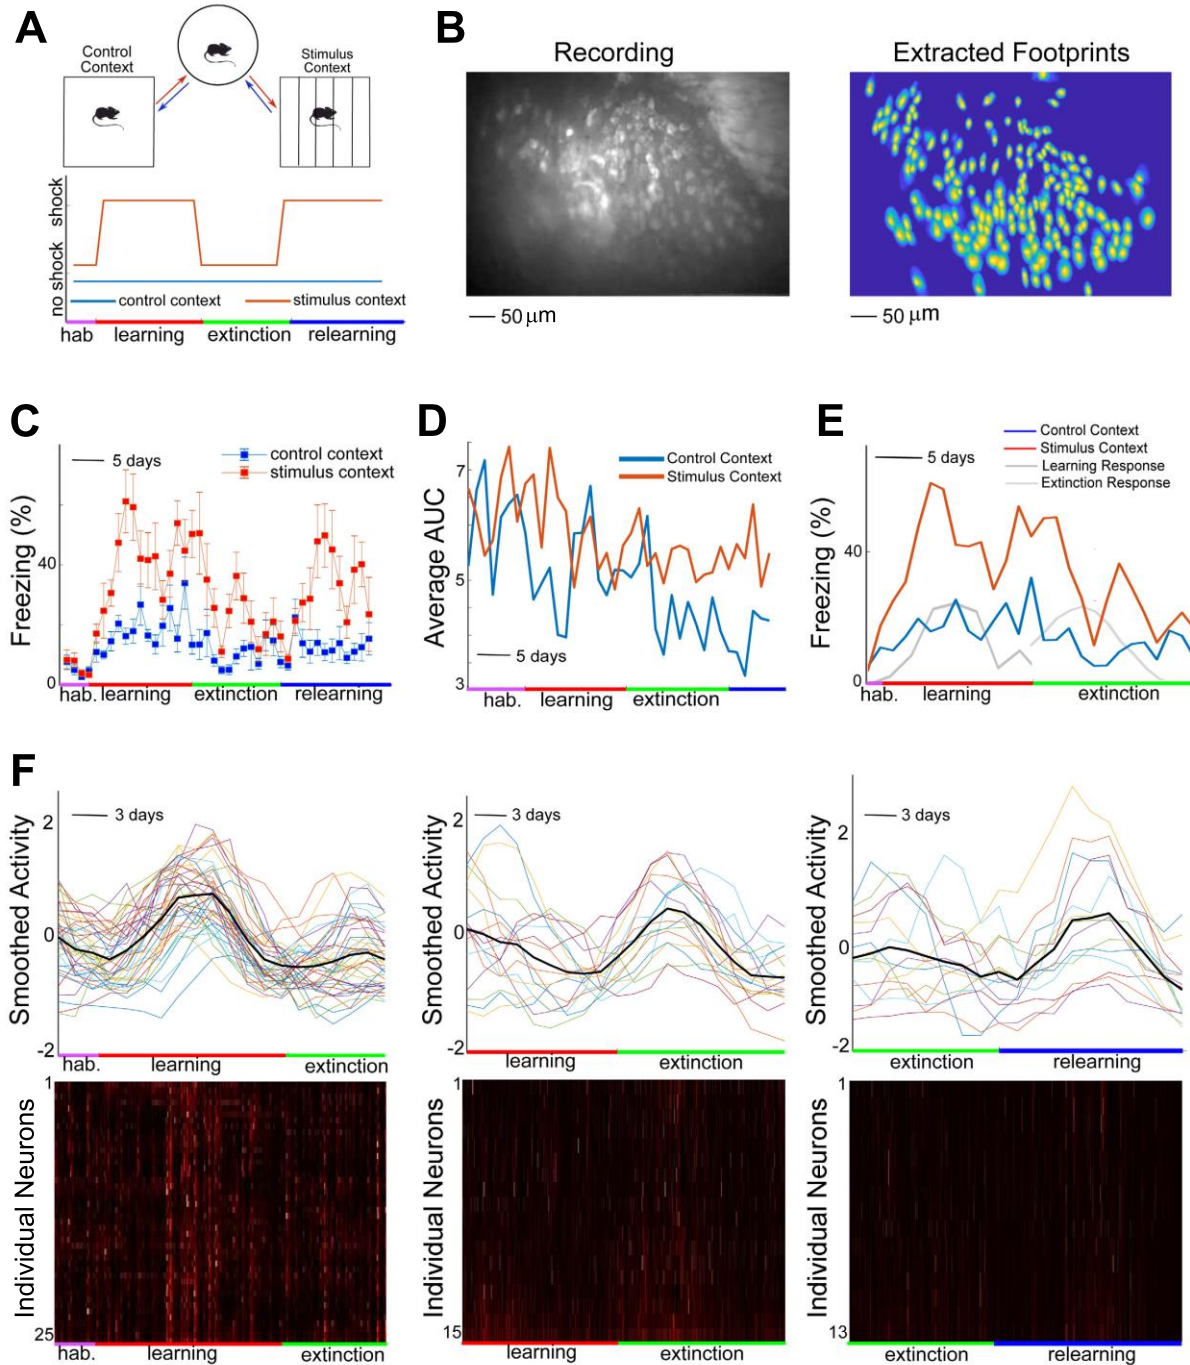 A
Control
Context
Stimulus
Context
shock
no shock
control context
stimulus context
hab
learning
extinction
relearning
B
Recording
Extracted Footprints
50 μm
50 μm
C
Freezing (%)
5 days
control context
stimulus context
40
0
hab.
learning
extinction
relearning
D
Average AUC
7
5
3
Control Context
Stimulus Context
5 days
hab.
learning
extinction
E
Freezing (%)
Control Context
Stimulus Context
Learning Response
Extinction Response
5 days
40
0
hab.
learning
extinction
F
Smoothed Activity
3 days
2
0
-2
hab.
learning
extinction
Smoothed Activity
3 days
2
0
-2
learning
extinction
Smoothed Activity
3 days
2
0
-2
extinction
relearning
Individual Neurons
1
25
hab.
learning
extinction
Individual Neurons
1
15
learning
extinction
Individual Neurons
1
13
extinction
relearning